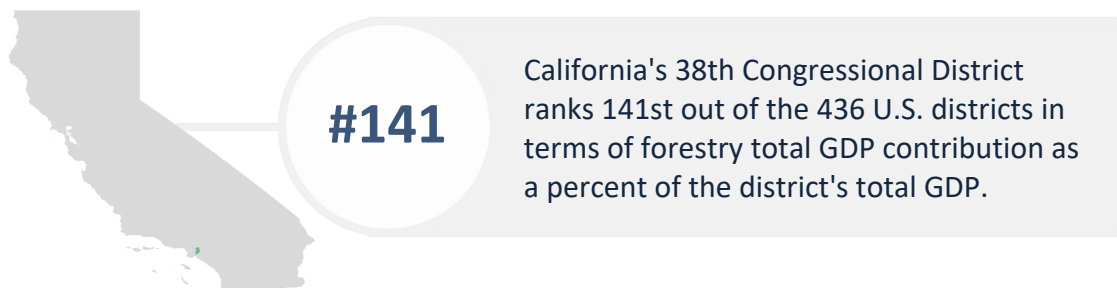 #141
California's 38th Congressional District
ranks 141st out of the 436 U.S. districts in
terms of forestry total GDP contribution as
a percent of the district's total GDP.